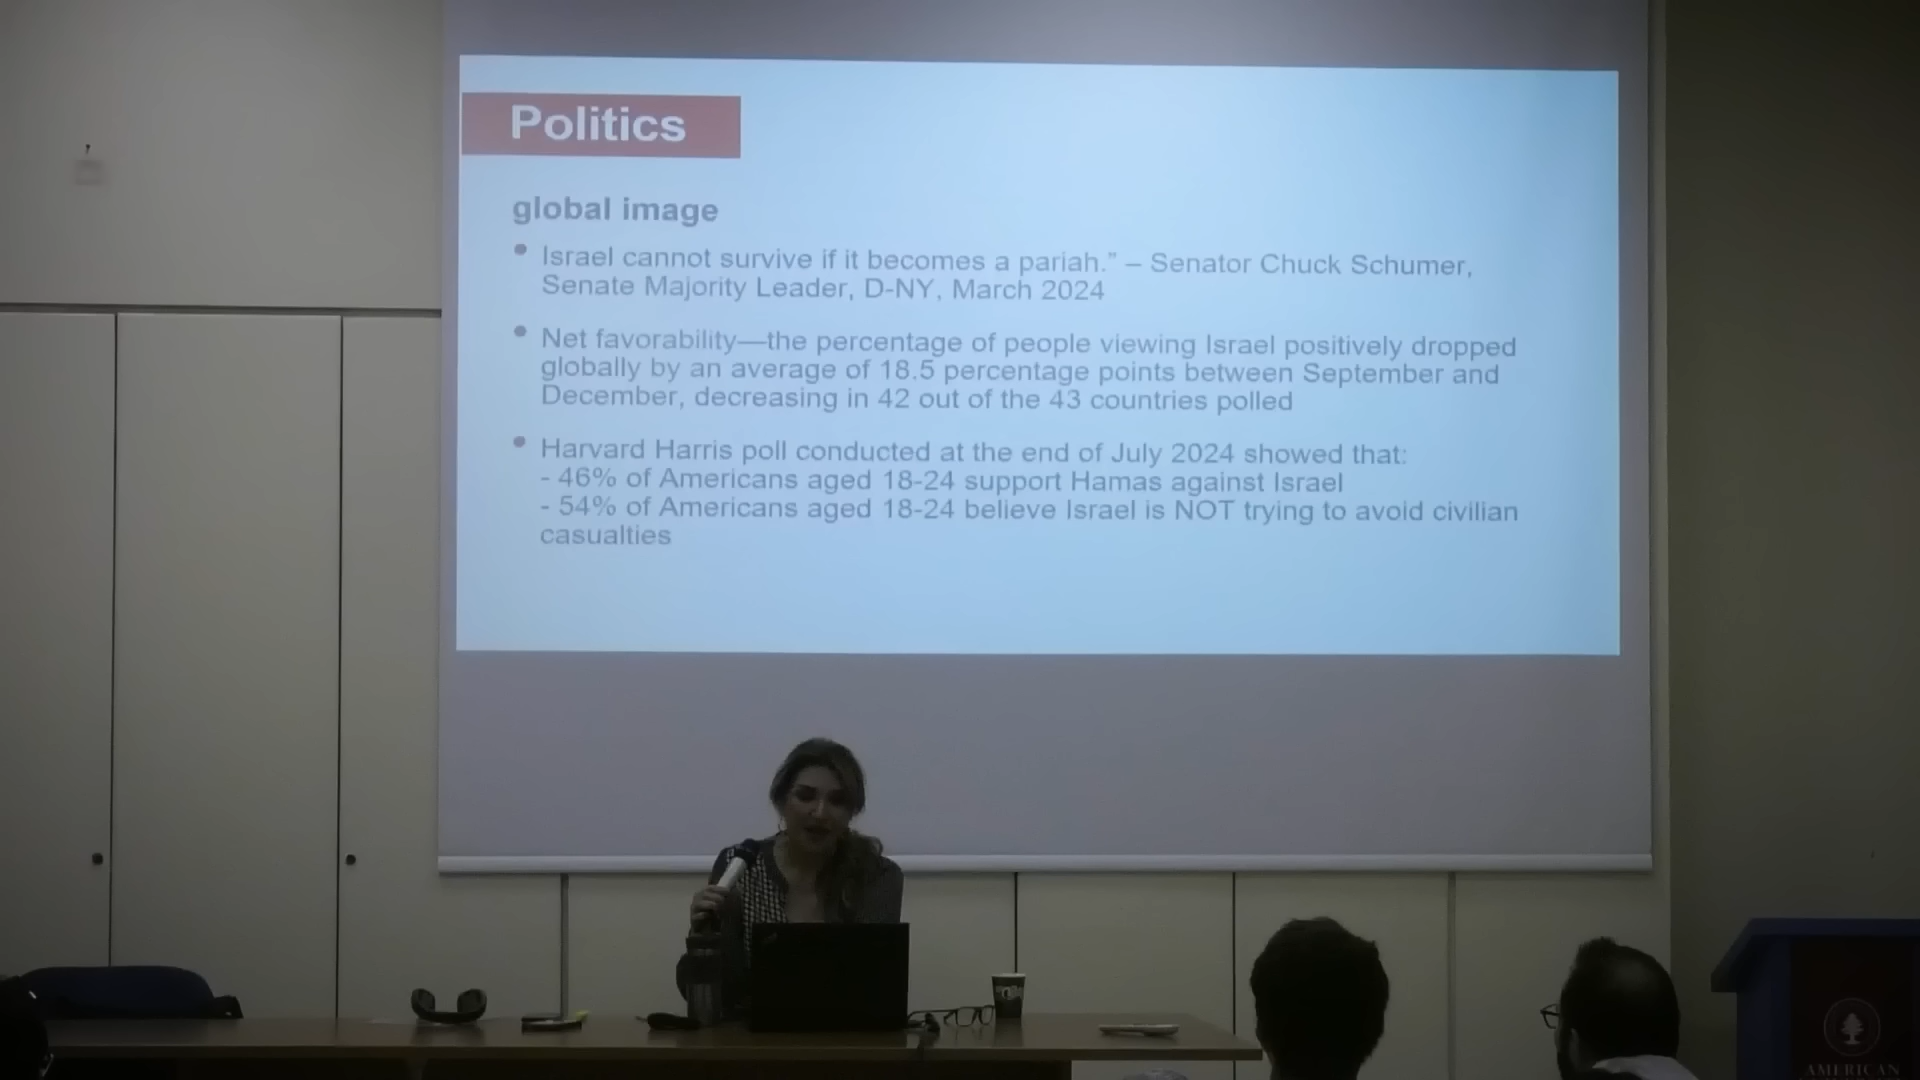 Politics
global image
• Israel cannot survive if it becomes a pariah.” – Senator Chuck Schumer,
Senate Majority Leader, D-NY, March 2024
• Net favorability—the percentage of people viewing Israel positively dropped
globally by an average of 18.5 percentage points between September and
December, decreasing in 42 out of the 43 countries polled
• Harvard Harris poll conducted at the end of July 2024 showed that:
- 46% of Americans aged 18-24 support Hamas against Israel
- 54% of Americans aged 18-24 believe Israel is NOT trying to avoid civilian
casualties
AMERICAN